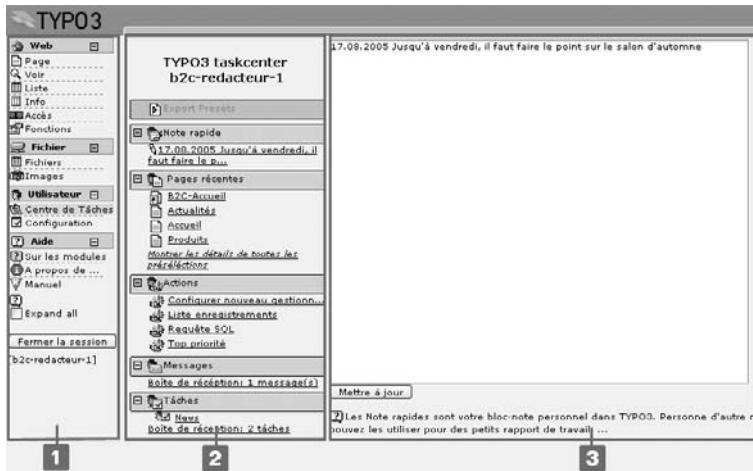 TYPO3
Web
Page
Voir
Liste
Info
Accès
Fonctions
Fichier
Fichiers
Images
Utilisateur
Centre de Tâches
Configuration
Aide
Sur les modules
A propos de ...
Manuel
Expand all
Fermer la session
[b2c-redacteur-1]
1
TYPO3 taskcenter
b2c-redacteur-1
Export Presets
Note rapide
17.08.2005 Jusqu'à vendredi, il
faut faire le p...
Pages récentes
B2C-Accueil
Actualités
Accueil
Produits
Montrer les détails de toutes les
présélections
Actions
Configurer nouveau gestionn...
Liste enregistrements
Requête SQL
Top priorité
Messages
Boîte de récéption: 1 message(s)
Tâches
News
Boîte de réception: 2 tâches
2
17.08.2005 Jusqu'à vendredi, il faut faire le point sur le salon d'automne
Mettre à jour
Les Note rapides sont votre bloc-note personnel dans TYPO3. Personne d'autre
pouvez les utiliser pour des petits rapport de travail, ...
3